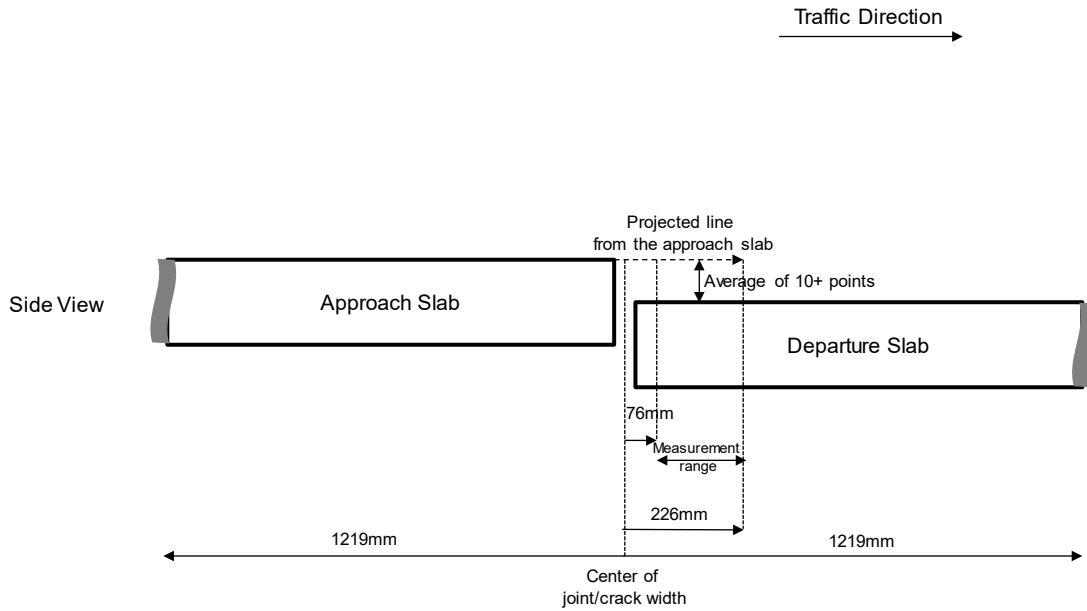 Traffic Direction
Projected line
from the approach slab
Average of 10+ points
Side View
Approach Slab
Departure Slab
76mm
Measurement
range
226mm
1219mm
1219mm
Center of
joint/crack width